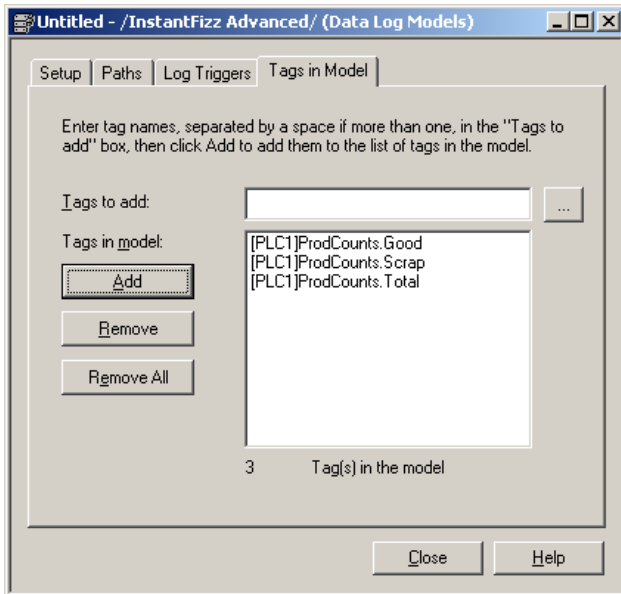 Untitled - /InstantFizz Advanced/ (Data Log Models)
Setup Paths Log Triggers Tags in Model
Enter tag names, separated by a space if more than one, in the "Tags to
add" box, then click Add to add them to the list of tags in the model.
Tags to add: ...
Tags in model:
[PLC1]ProdCounts.Good
[PLC1]ProdCounts.Scrap
[PLC1]ProdCounts.Total
Add
Remove
Remove All
3 Tag(s) in the model
Close Help